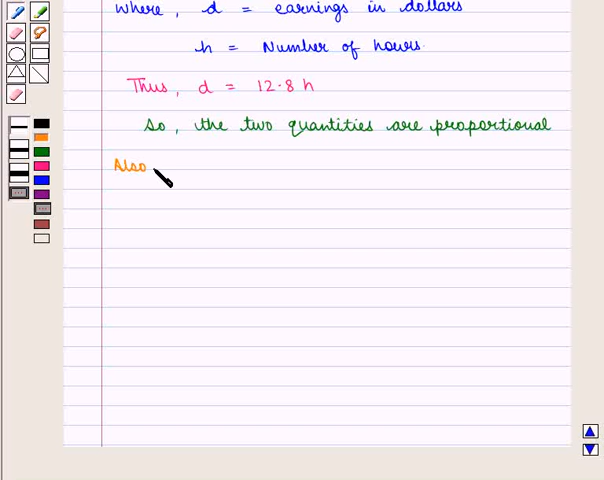 Where, d = earnings in dollars
h = Number of hours.
Thus, d = 12.8 h
So, the two quantities are proportional
Also